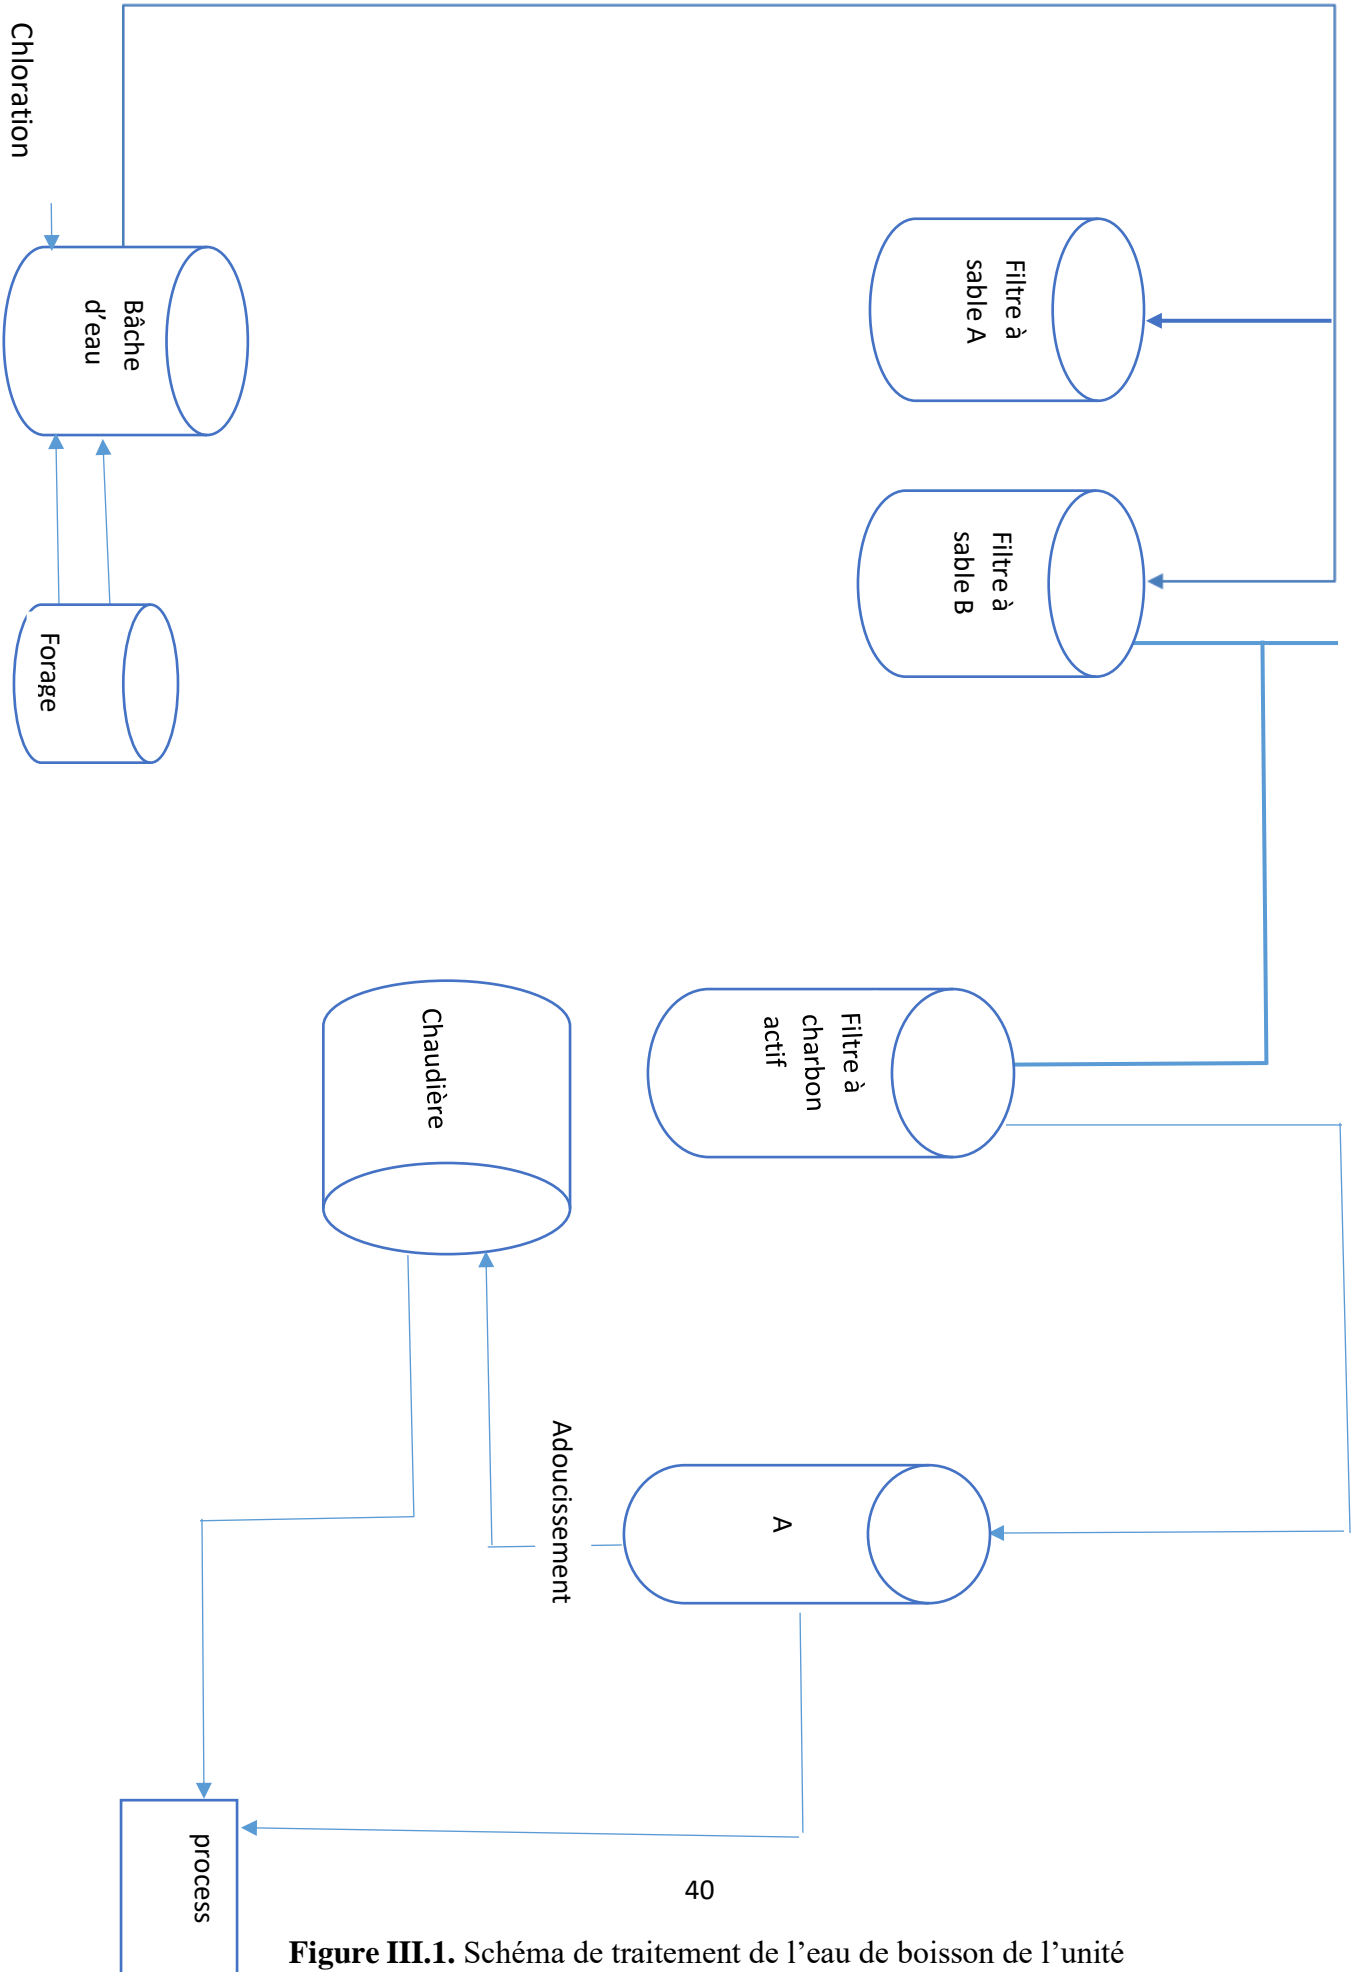 Chloration
Bâche
d’eau
Forage
Filtre à
sable A
Filtre à
sable B
Filtre à
charbon
actif
Chaudière
Adoucissement
A
process
40
Figure III.1. Schéma de traitement de l’eau de boisson de l’unité